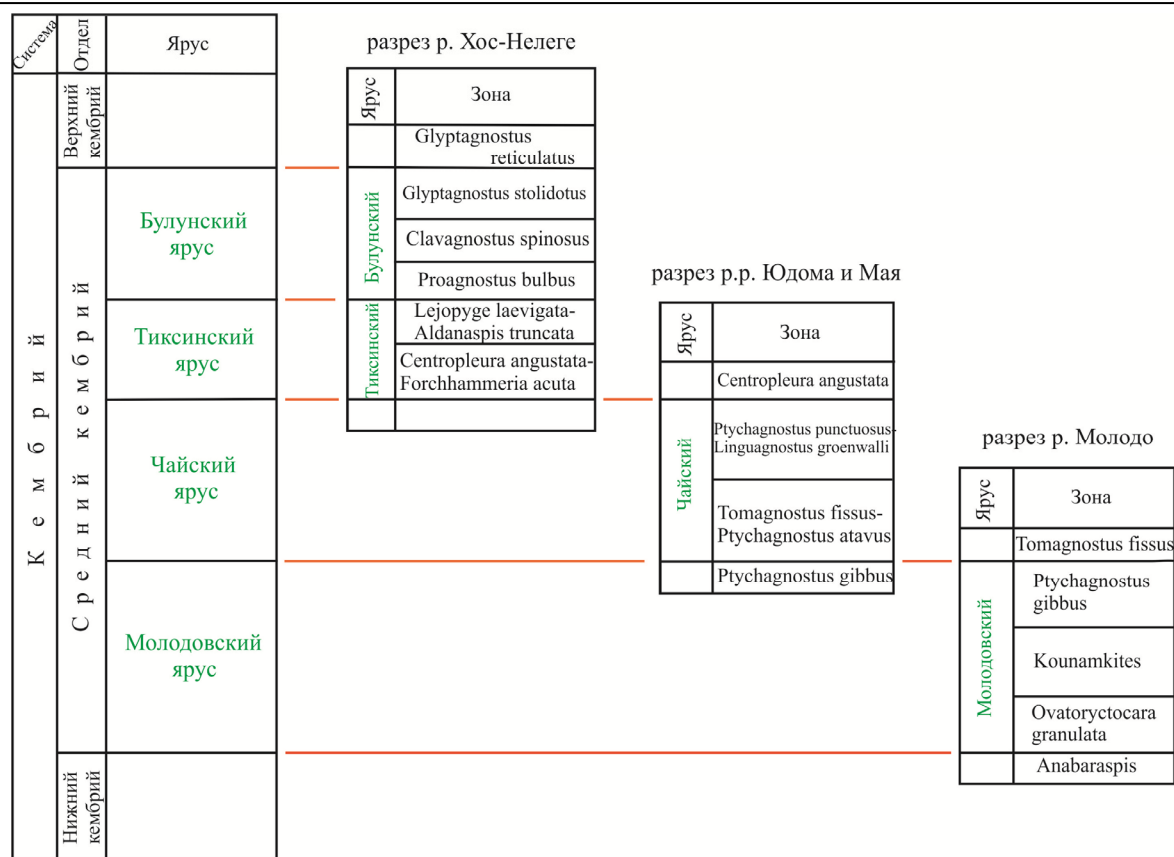 Система
Отдел
Ярус
Верхний
кембрий
Булунский
ярус
Тиксинский
ярус
Чайский
ярус
Молодовский
ярус
Кембрий
Средний кембрий
Нижний
кембрий
разрез р. Хос-Нелеге
Ярус
Зона
Glyptagnostus
reticulatus
Булунский
Glyptagnostus stolidotus
Clavagnostus spinosus
Proagnostus bulbus
Тиксинский
Lejopyge laevigata-
Aldanaspis truncata
Centropleura angustata-
Forchhammeria acuta
разрез р.р. Юдома и Мая
Ярус
Зона
Centropleura angustata
Чайский
Ptychagnostus punctuosus-
Linguagnostus groenwalli
Tomagnostus fissus-
Ptychagnostus atavus
Ptychagnostus gibbus
разрез р. Молодо
Ярус
Зона
Tomagnostus fissus
Молодовский
Ptychagnostus
gibbus
Kounamkites
Ovatoryctocara
granulata
Anabaraspis